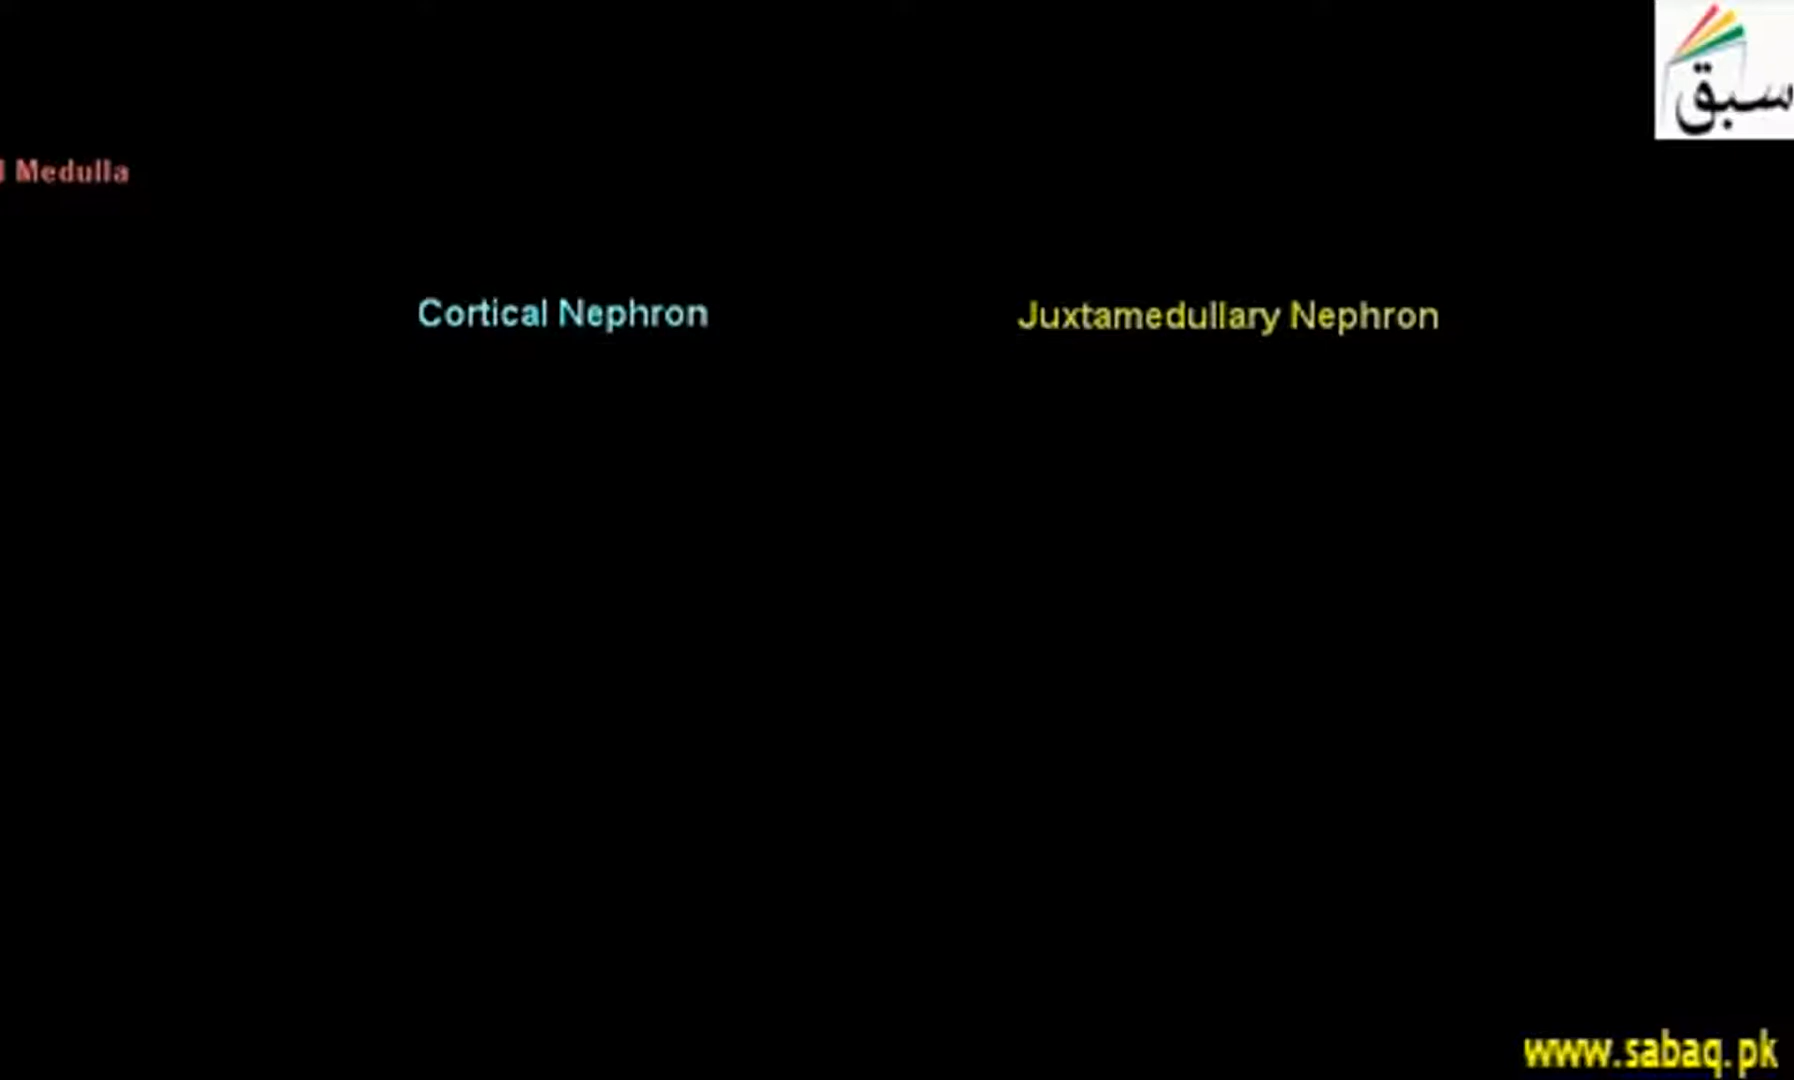 سبق
Medulla
Cortical Nephron
Juxtamedullary Nephron
www.sabaq.pk